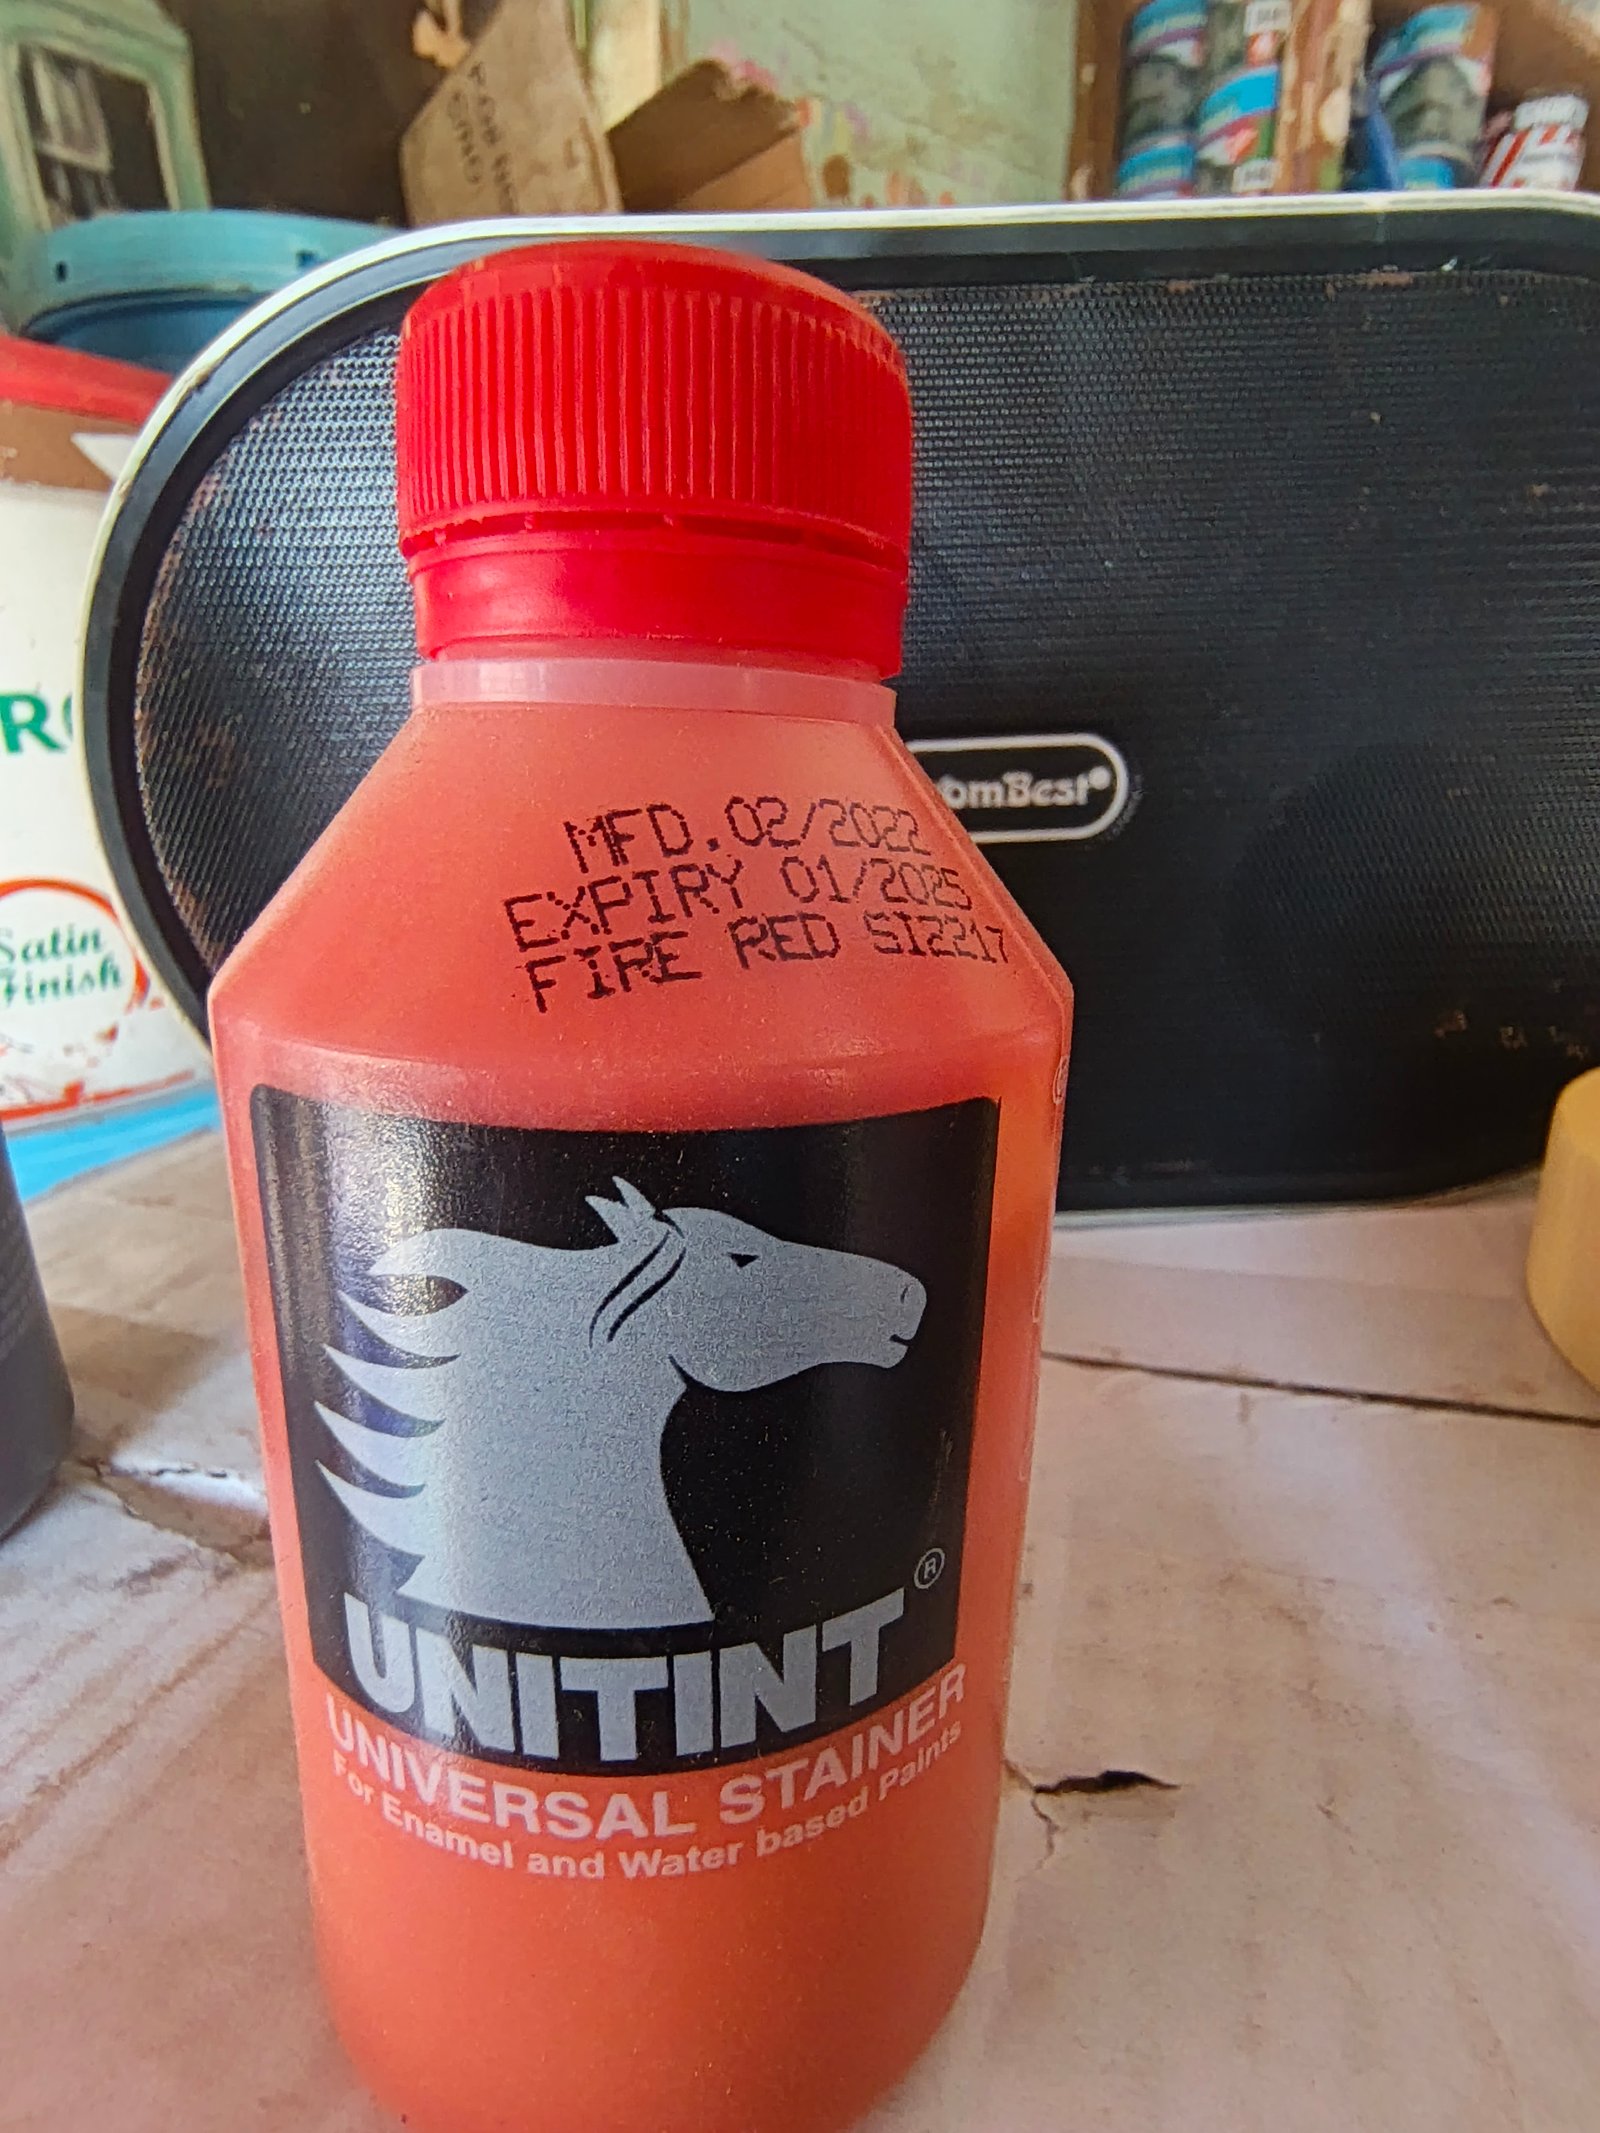 MFD.02/2022
EXPIRY 01/2025
FIRE RED SI2217
UNITINT®
UNIVERSAL STAINER
For Enamel and Water based Paints
omBest®
Satin
Finish